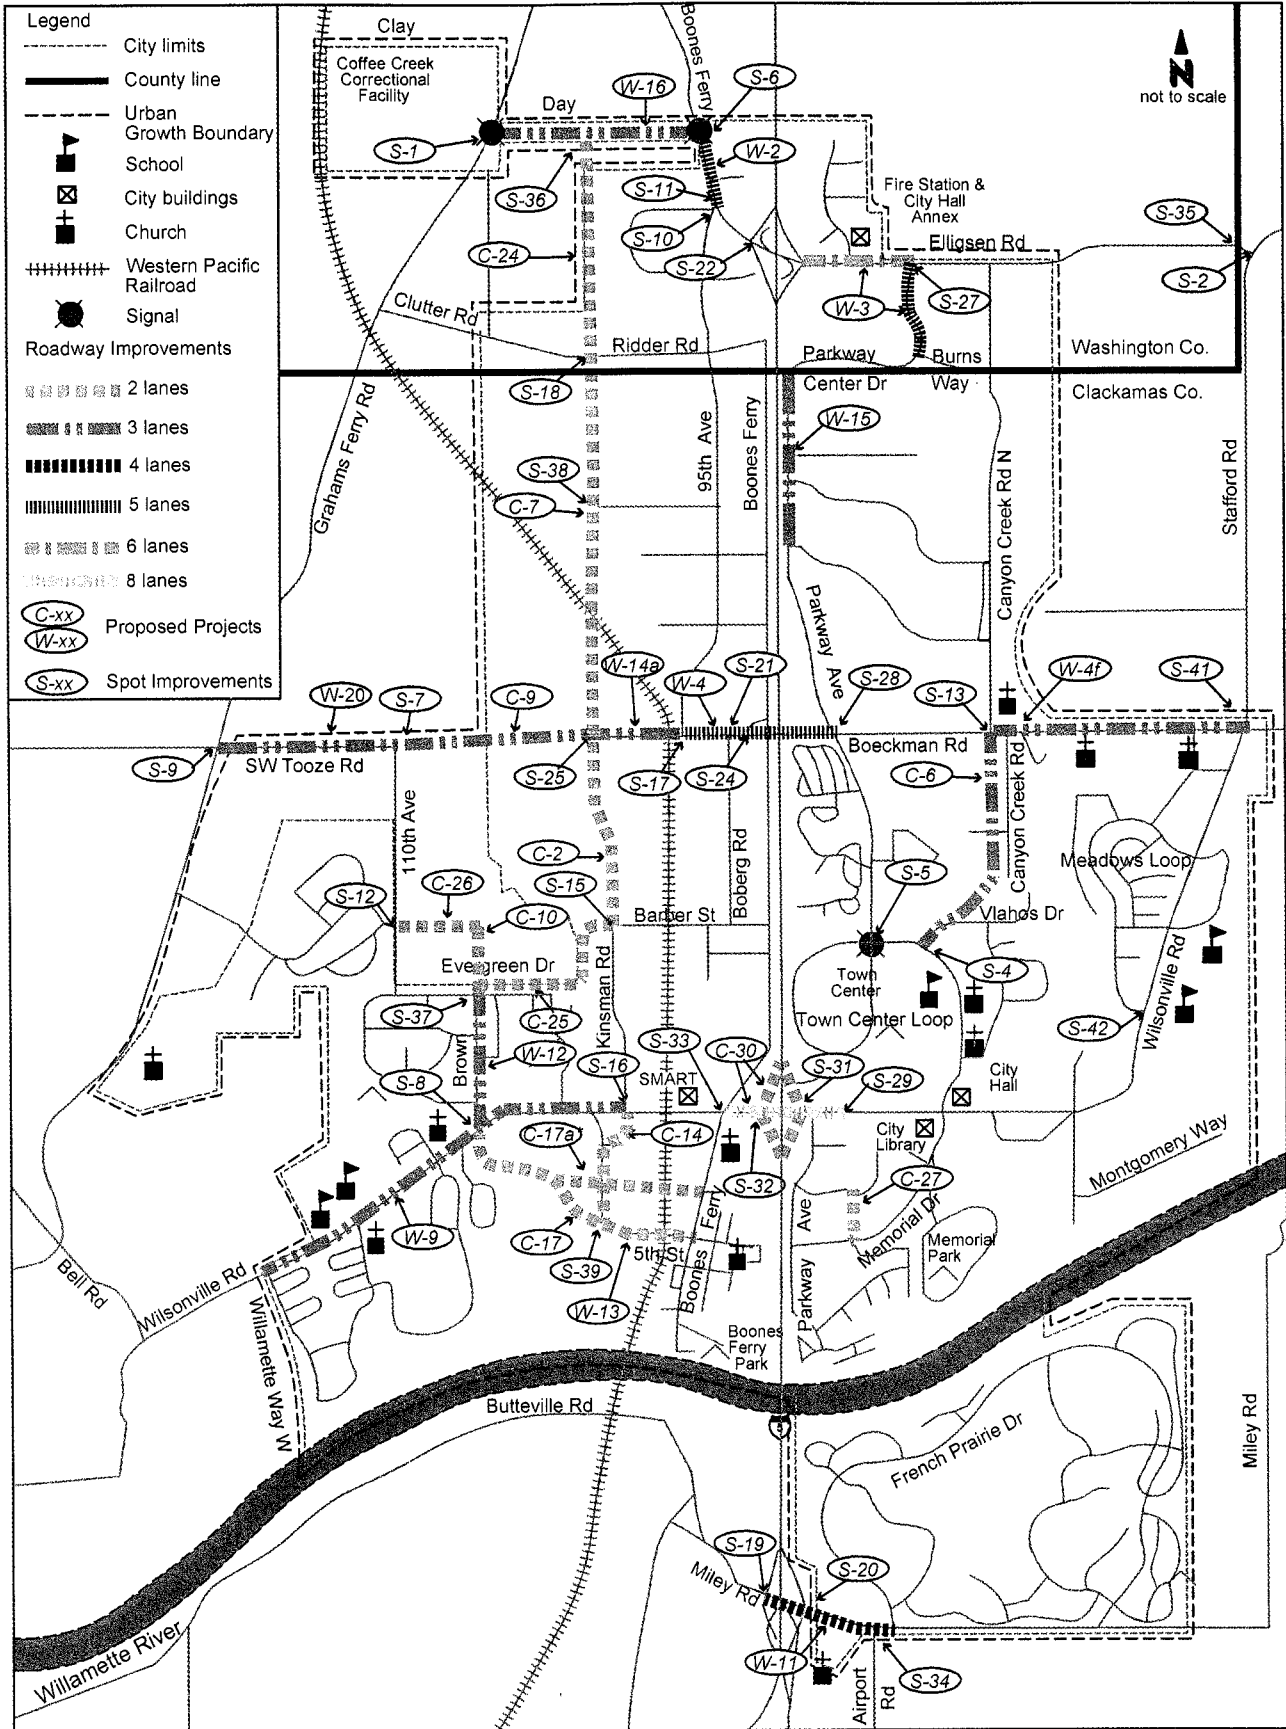 Legend
City limits
County line
Urban
Growth Boundary
School
City buildings
Church
Western Pacific
Railroad
Signal
Roadway Improvements
2 lanes
3 lanes
4 lanes
5 lanes
6 lanes
8 lanes
C-xx
W-xx
Proposed Projects
S-xx
Spot Improvements
N
not to scale
Clay
Coffee Creek
Correctional
Facility
Boones Ferry
Day
W-16
S-6
S-1
W-2
S-36
S-11
S-10
S-22
C-24
Fire Station &
City Hall
Annex
Elligsen Rd
S-35
S-2
W-3
S-27
Clutter Rd
Ridder Rd
Parkway
Center Dr
Burns
Way
Washington Co.
Clackamas Co.
S-18
Grahams Ferry Rd
W-15
95th Ave
Boones Ferry
Canyon Creek Rd N
Stafford Rd
S-38
C-7
Parkway
Ave
W-14a
W-4
S-21
S-28
S-13
W-4f
S-41
W-20
S-7
C-9
S-9
SW Tooze Rd
S-25
S-17
S-24
Boeckman Rd
C-6
110th Ave
Boberg Rd
Canyon Creek Rd
C-2
Meadows Loop
S-12
C-26
S-15
S-5
C-10
Barber St
Vlahos Dr
Wilsonville Rd
Evergreen Dr
Kinsman Rd
S-4
Town
Center
S-37
C-25
Town Center Loop
S-42
Brown
W-12
S-33
C-30
S-31
S-29
S-8
S-16
SMART
City
Hall
C-17a
C-14
City
Library
S-32
C-27
Montgomery Way
W-9
C-17
S-39
W-13
5th St
Boones
Ferry
Parkway
Ave
Memorial Dr
Memorial
Park
Bell Rd
Wilsonville Rd
Willamette Way W
Boones
Ferry
Park
Butteville Rd
5
French Prairie Dr
Miley Rd
S-19
S-20
Miley Rd
W-11
S-34
Airport
Rd
Willamette River